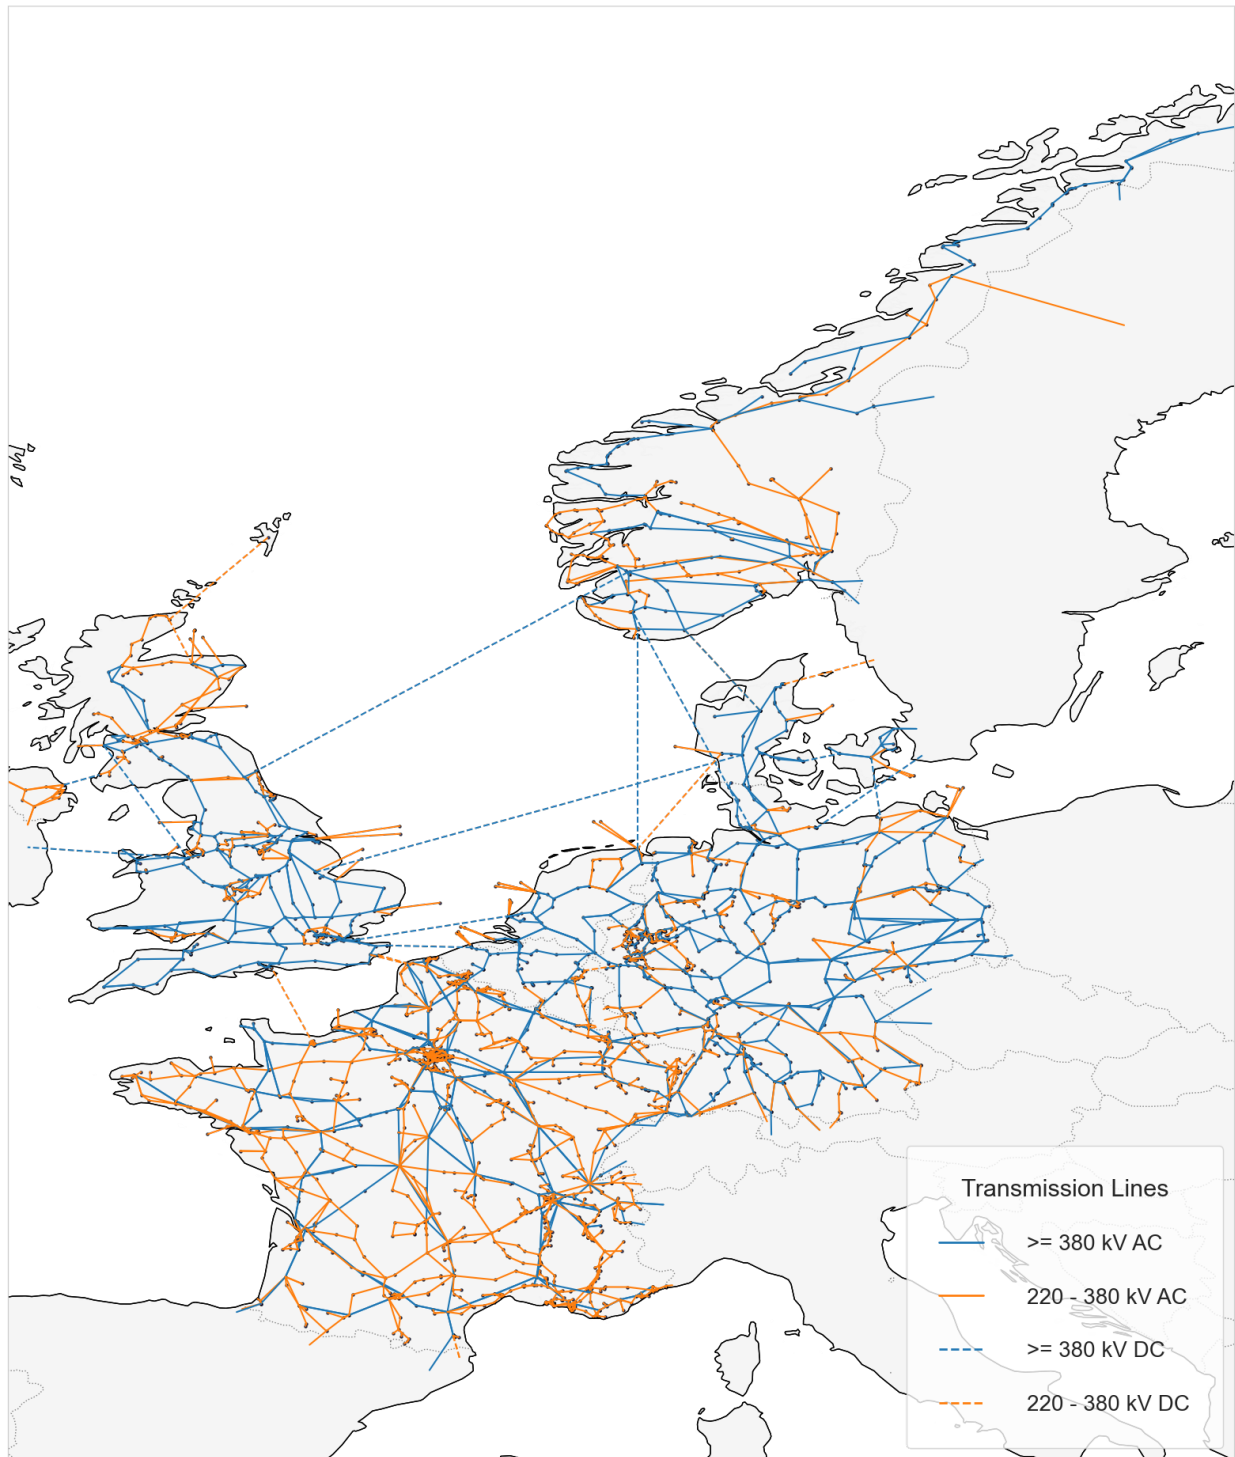 Transmission Lines
>= 380 kV AC
220 - 380 kV AC
>= 380 kV DC
220 - 380 kV DC